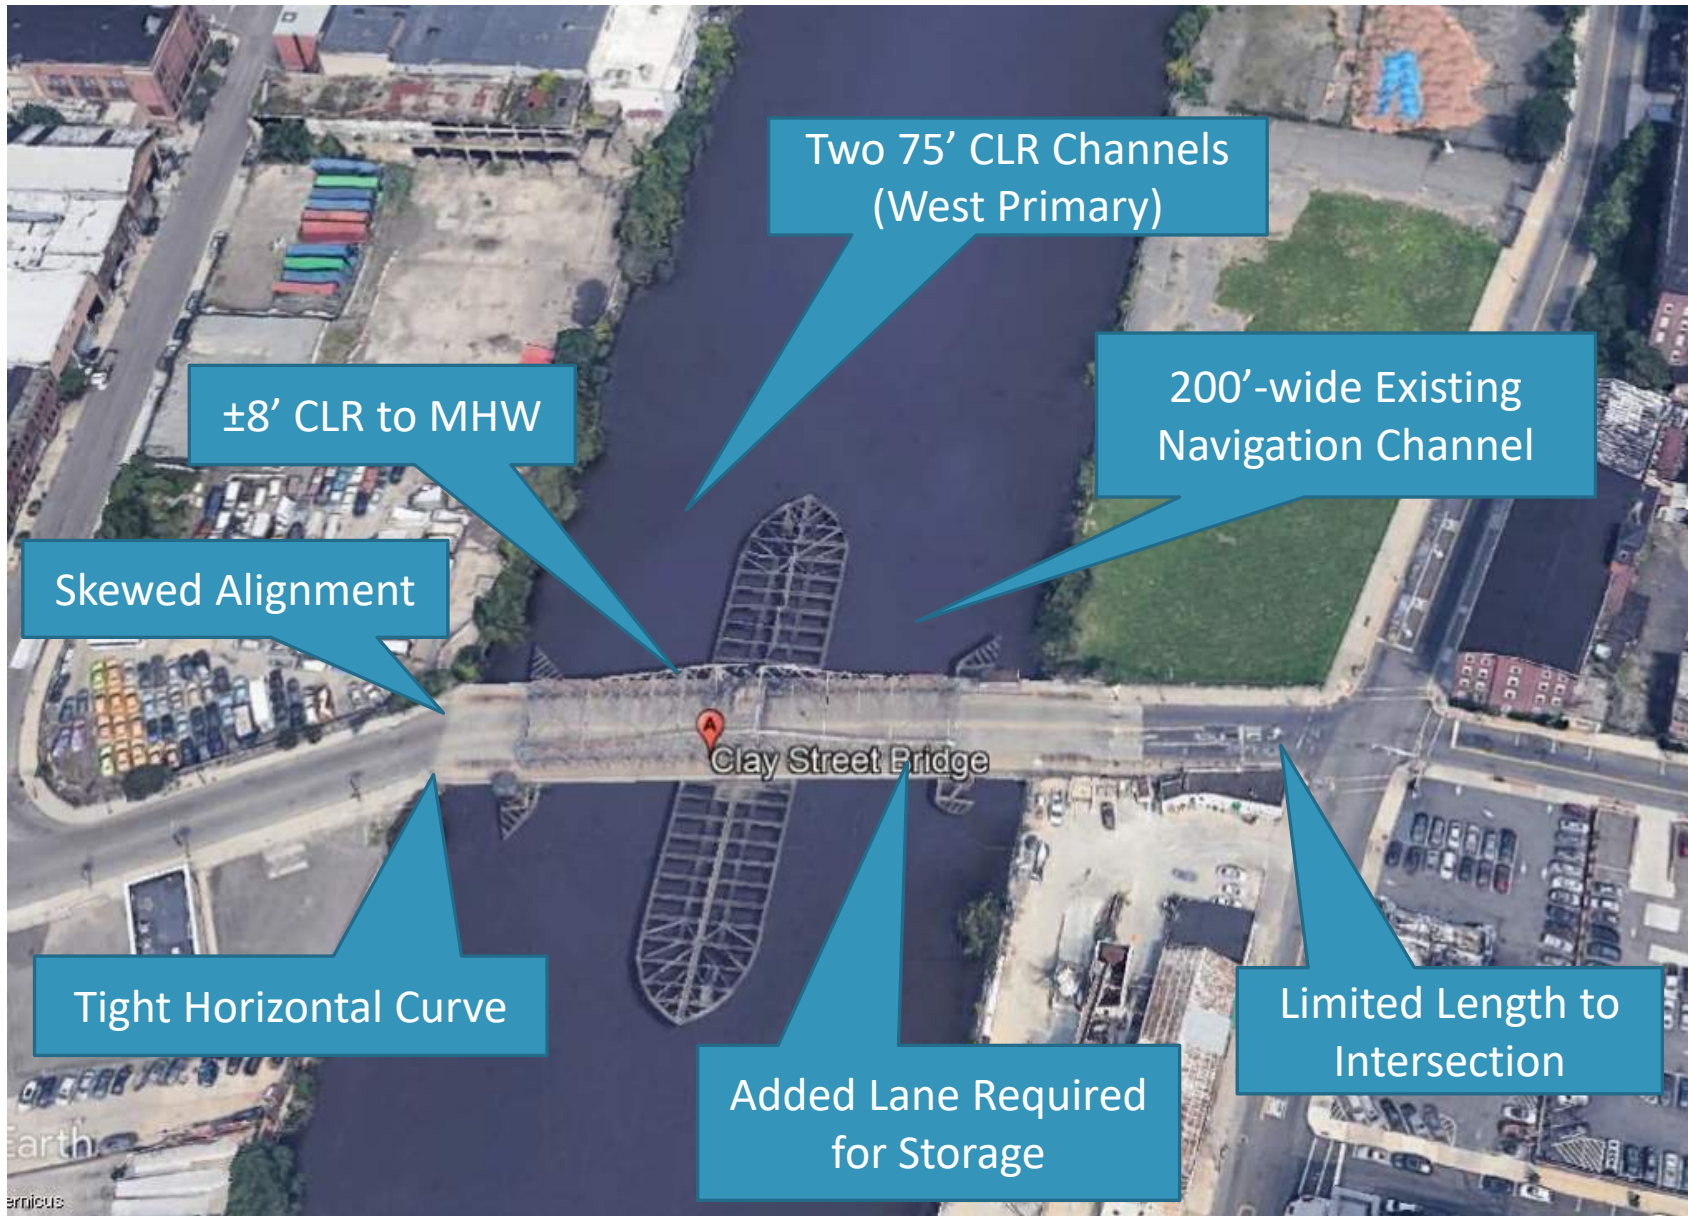 Two 75’ CLR Channels
(West Primary)
200’-wide Existing
Navigation Channel
±8’ CLR to MHW
Skewed Alignment
A
Clay Street Bridge
Tight Horizontal Curve
Limited Length to
Intersection
Added Lane Required
for Storage
Earth
ernicus